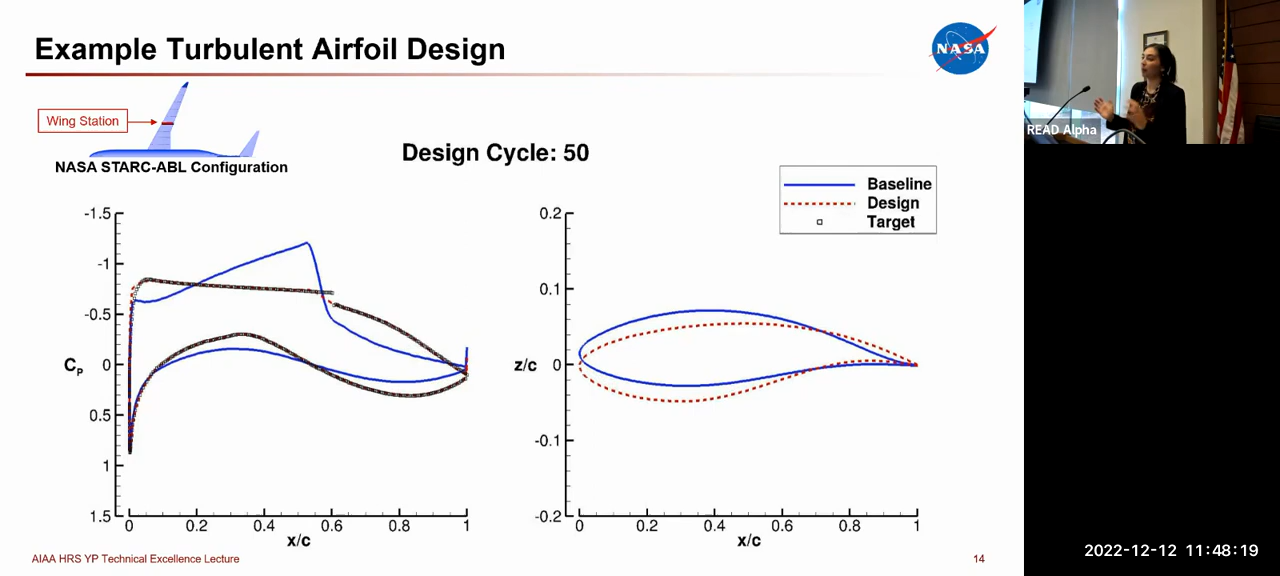 Example Turbulent Airfoil Design
NASA
Wing Station
NASA STARC-ABL Configuration
Design Cycle: 50
Baseline
Design
Target
-1.5
-1
-0.5
0
0.5
1
1.5
Cp
0 0.2 0.4 0.6 0.8 1
x/c
0.2
0.1
0
-0.1
-0.2
z/c
0 0.2 0.4 0.6 0.8 1
x/c
AIAA HRS YP Technical Excellence Lecture
14
READ Alpha
2022-12-12 11:48:19